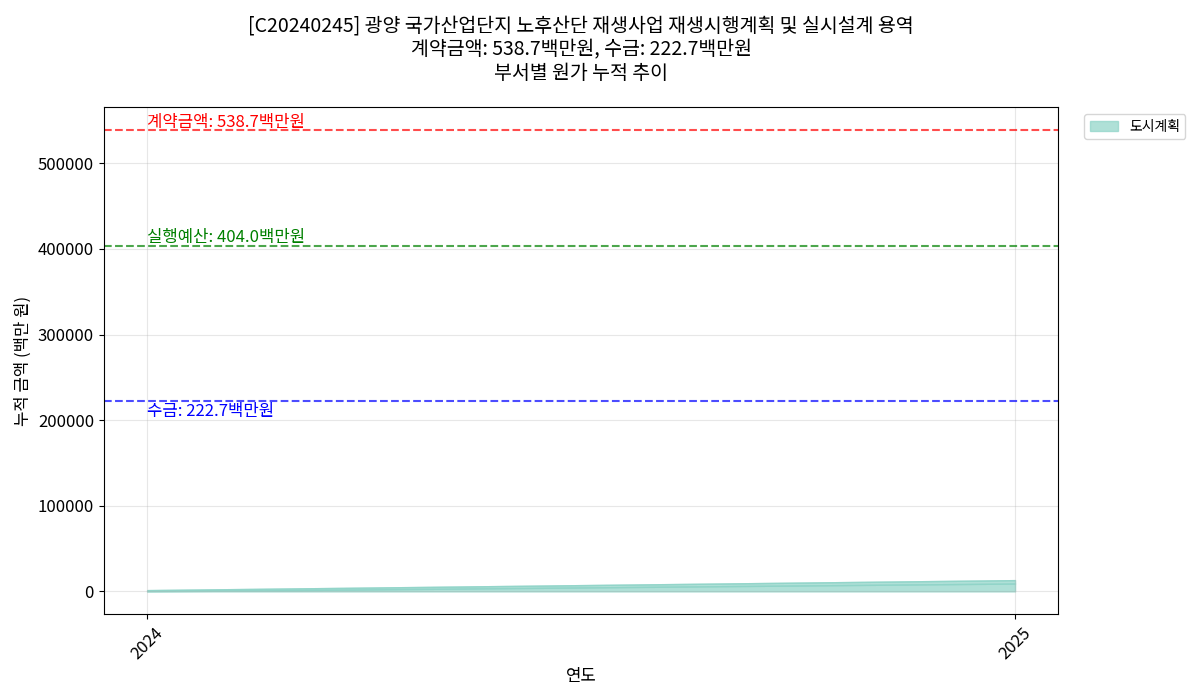 [C20240245] 광양 국가산업단지 노후산단 재생사업 재생시행계획 및 실시설계 용역
계약금액: 538.7백만원, 수금: 222.7백만원
부서별 원가 누적 추이
계약금액: 538.7백만원
도시계획
500000
실행예산: 404.0백만원
400000
누적 금액 (백만 원)
300000
수금: 222.7백만원
200000
100000
0
2024
2025
연도